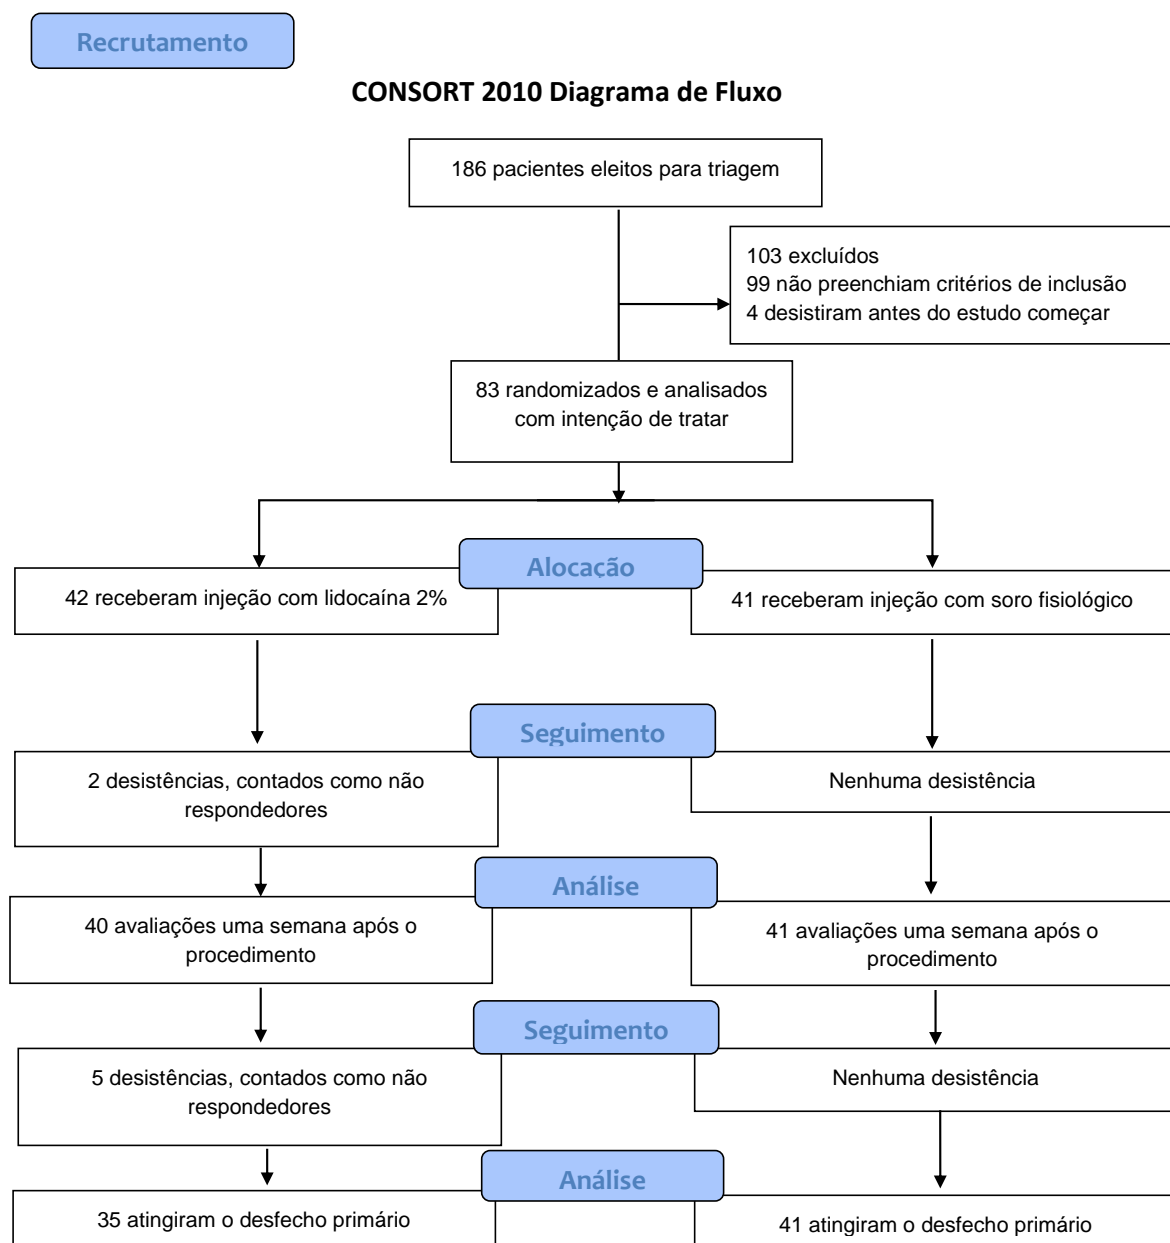 Recrutamento
CONSORT 2010 Diagrama de Fluxo
186 pacientes eleitos para triagem
103 excluídos
99 não preenchiam critérios de inclusão
4 desistiram antes do estudo começar
83 randomizados e analisados
com intenção de tratar
Alocação
42 receberam injeção com lidocaína 2%
41 receberam injeção com soro fisiológico
Seguimento
2 desistências, contados como não
respondedores
Nenhuma desistência
Análise
40 avaliações uma semana após o
procedimento
41 avaliações uma semana após o
procedimento
Seguimento
5 desistências, contados como não
respondedores
Nenhuma desistência
Análise
35 atingiram o desfecho primário
41 atingiram o desfecho primário